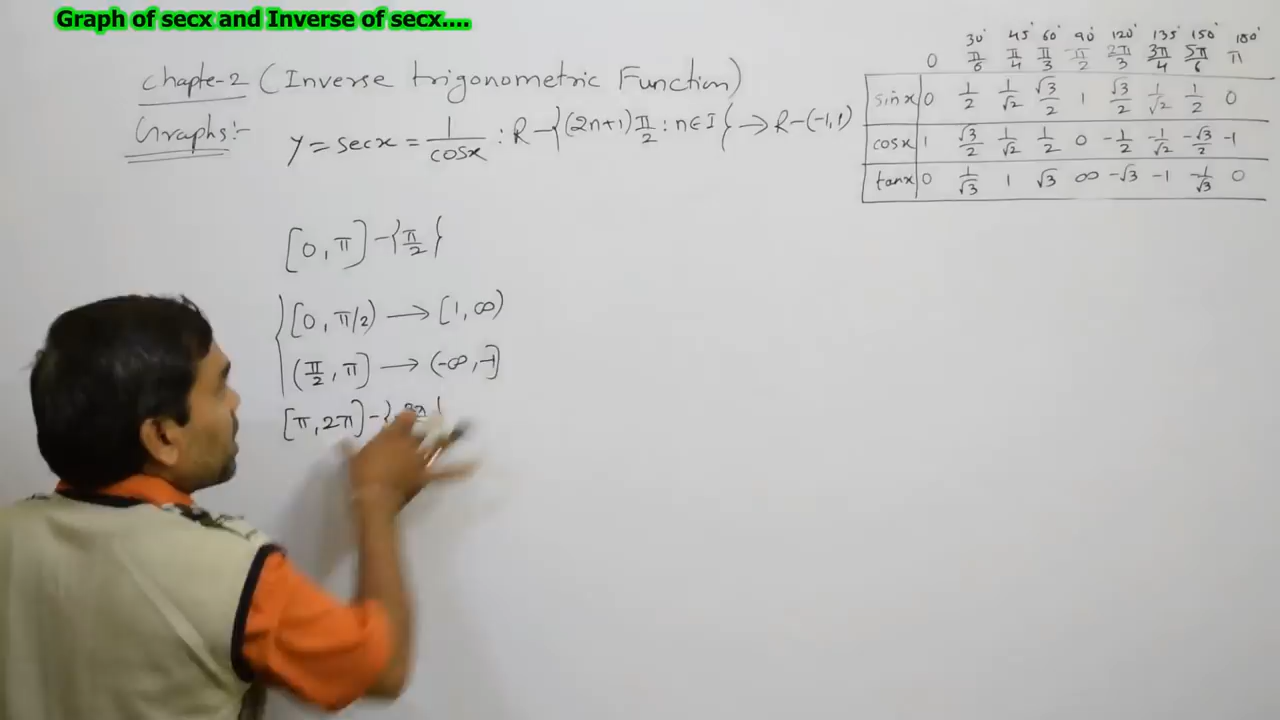 Graph of secx and Inverse of secx....
Chapte-2 (Inverse trigonometric Function)
Graphs:-
y = secx = 1/cosx : R - {(2n+1)π/2 : n∈I} → R - (-1,1)
[0, π] - {π/2}
[0, π/2) → [1, ∞)
(π/2, π] → (-∞, -1]
[π, 2π] - {3π
30° 45° 60° 90° 120° 135° 150° 180°
0 π/6 π/4 π/3 π/2 2π/3 3π/4 5π/6 π
sinx 0 1/2 1/√2 √3/2 1 √3/2 1/√2 1/2 0
cosx 1 √3/2 1/√2 1/2 0 -1/2 -1/√2 -√3/2 -1
tanx 0 1/√3 1 √3 ∞ -√3 -1 -1/√3 0